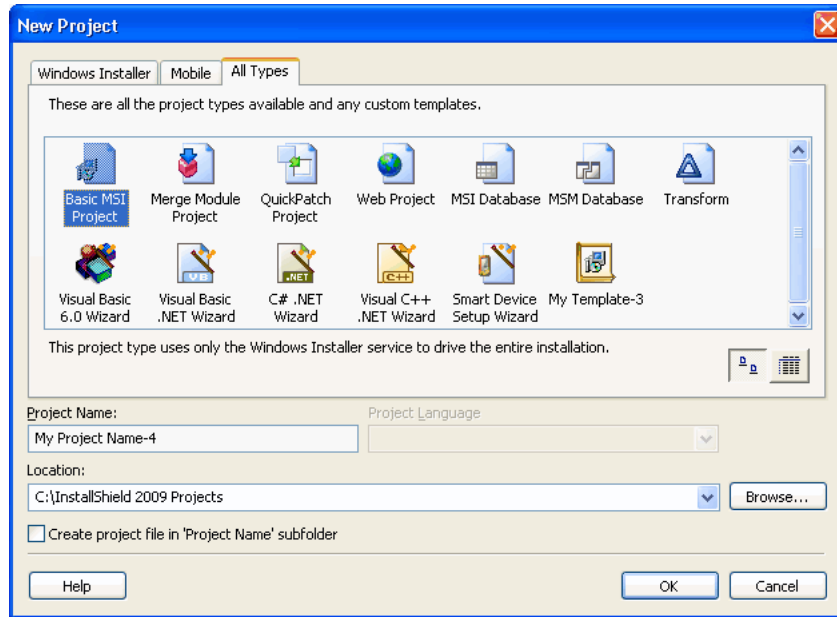 New Project
Windows Installer Mobile All Types
These are all the project types available and any custom templates.
Basic MSI Merge Module QuickPatch Web Project MSI Database MSM Database Transform
Project Project Project
VB .NET C++
Visual Basic Visual Basic C# .NET Visual C++ Smart Device My Template-3
6.0 Wizard .NET Wizard Wizard .NET Wizard Setup Wizard
This project type uses only the Windows Installer service to drive the entire installation.
Project Name: Project Language
My Project Name-4
Location:
C:\InstallShield 2009 Projects Browse...
Create project file in 'Project Name' subfolder
Help OK Cancel